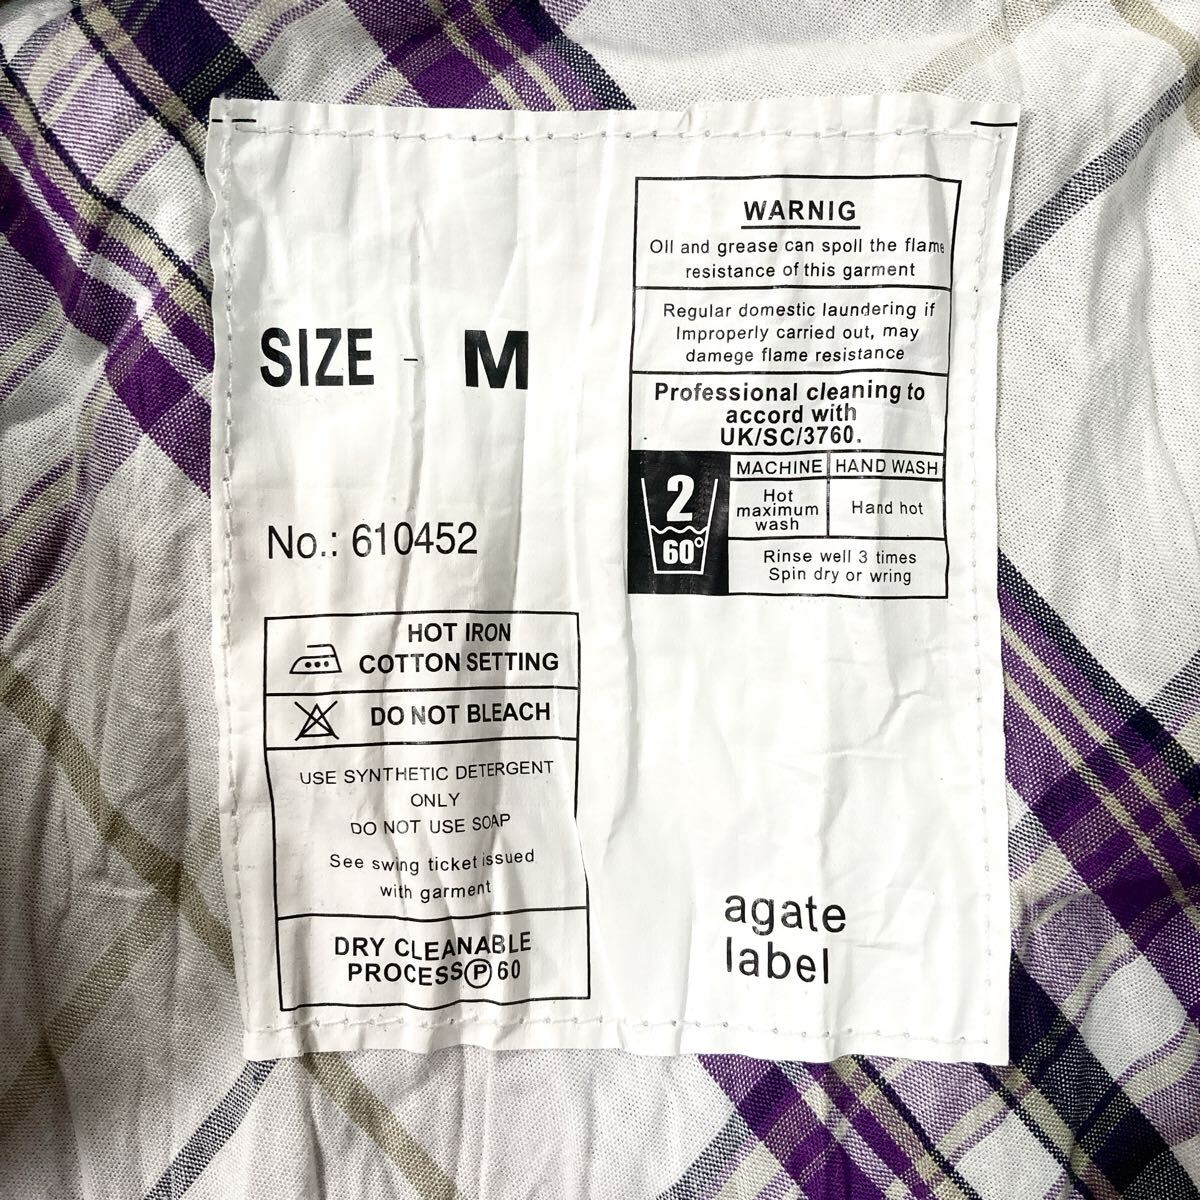 SIZE - M
No.: 610452
HOT IRON
COTTON SETTING
DO NOT BLEACH
USE SYNTHETIC DETERGENT
ONLY
DO NOT USE SOAP
See swing ticket issued
with garment
DRY CLEANABLE
PROCESS Ⓟ 60
WARNIG
Oll and grease can spoll the flame
resistance of this garment
Regular domestic laundering if
Improperly carried out, may
damege flame resistance
Professional cleaning to
accord with
UK/SC/3760.
2
60°
MACHINE HAND WASH
Hot
maximum
wash
Hand hot
Rinse well 3 times
Spin dry or wring
agate
label